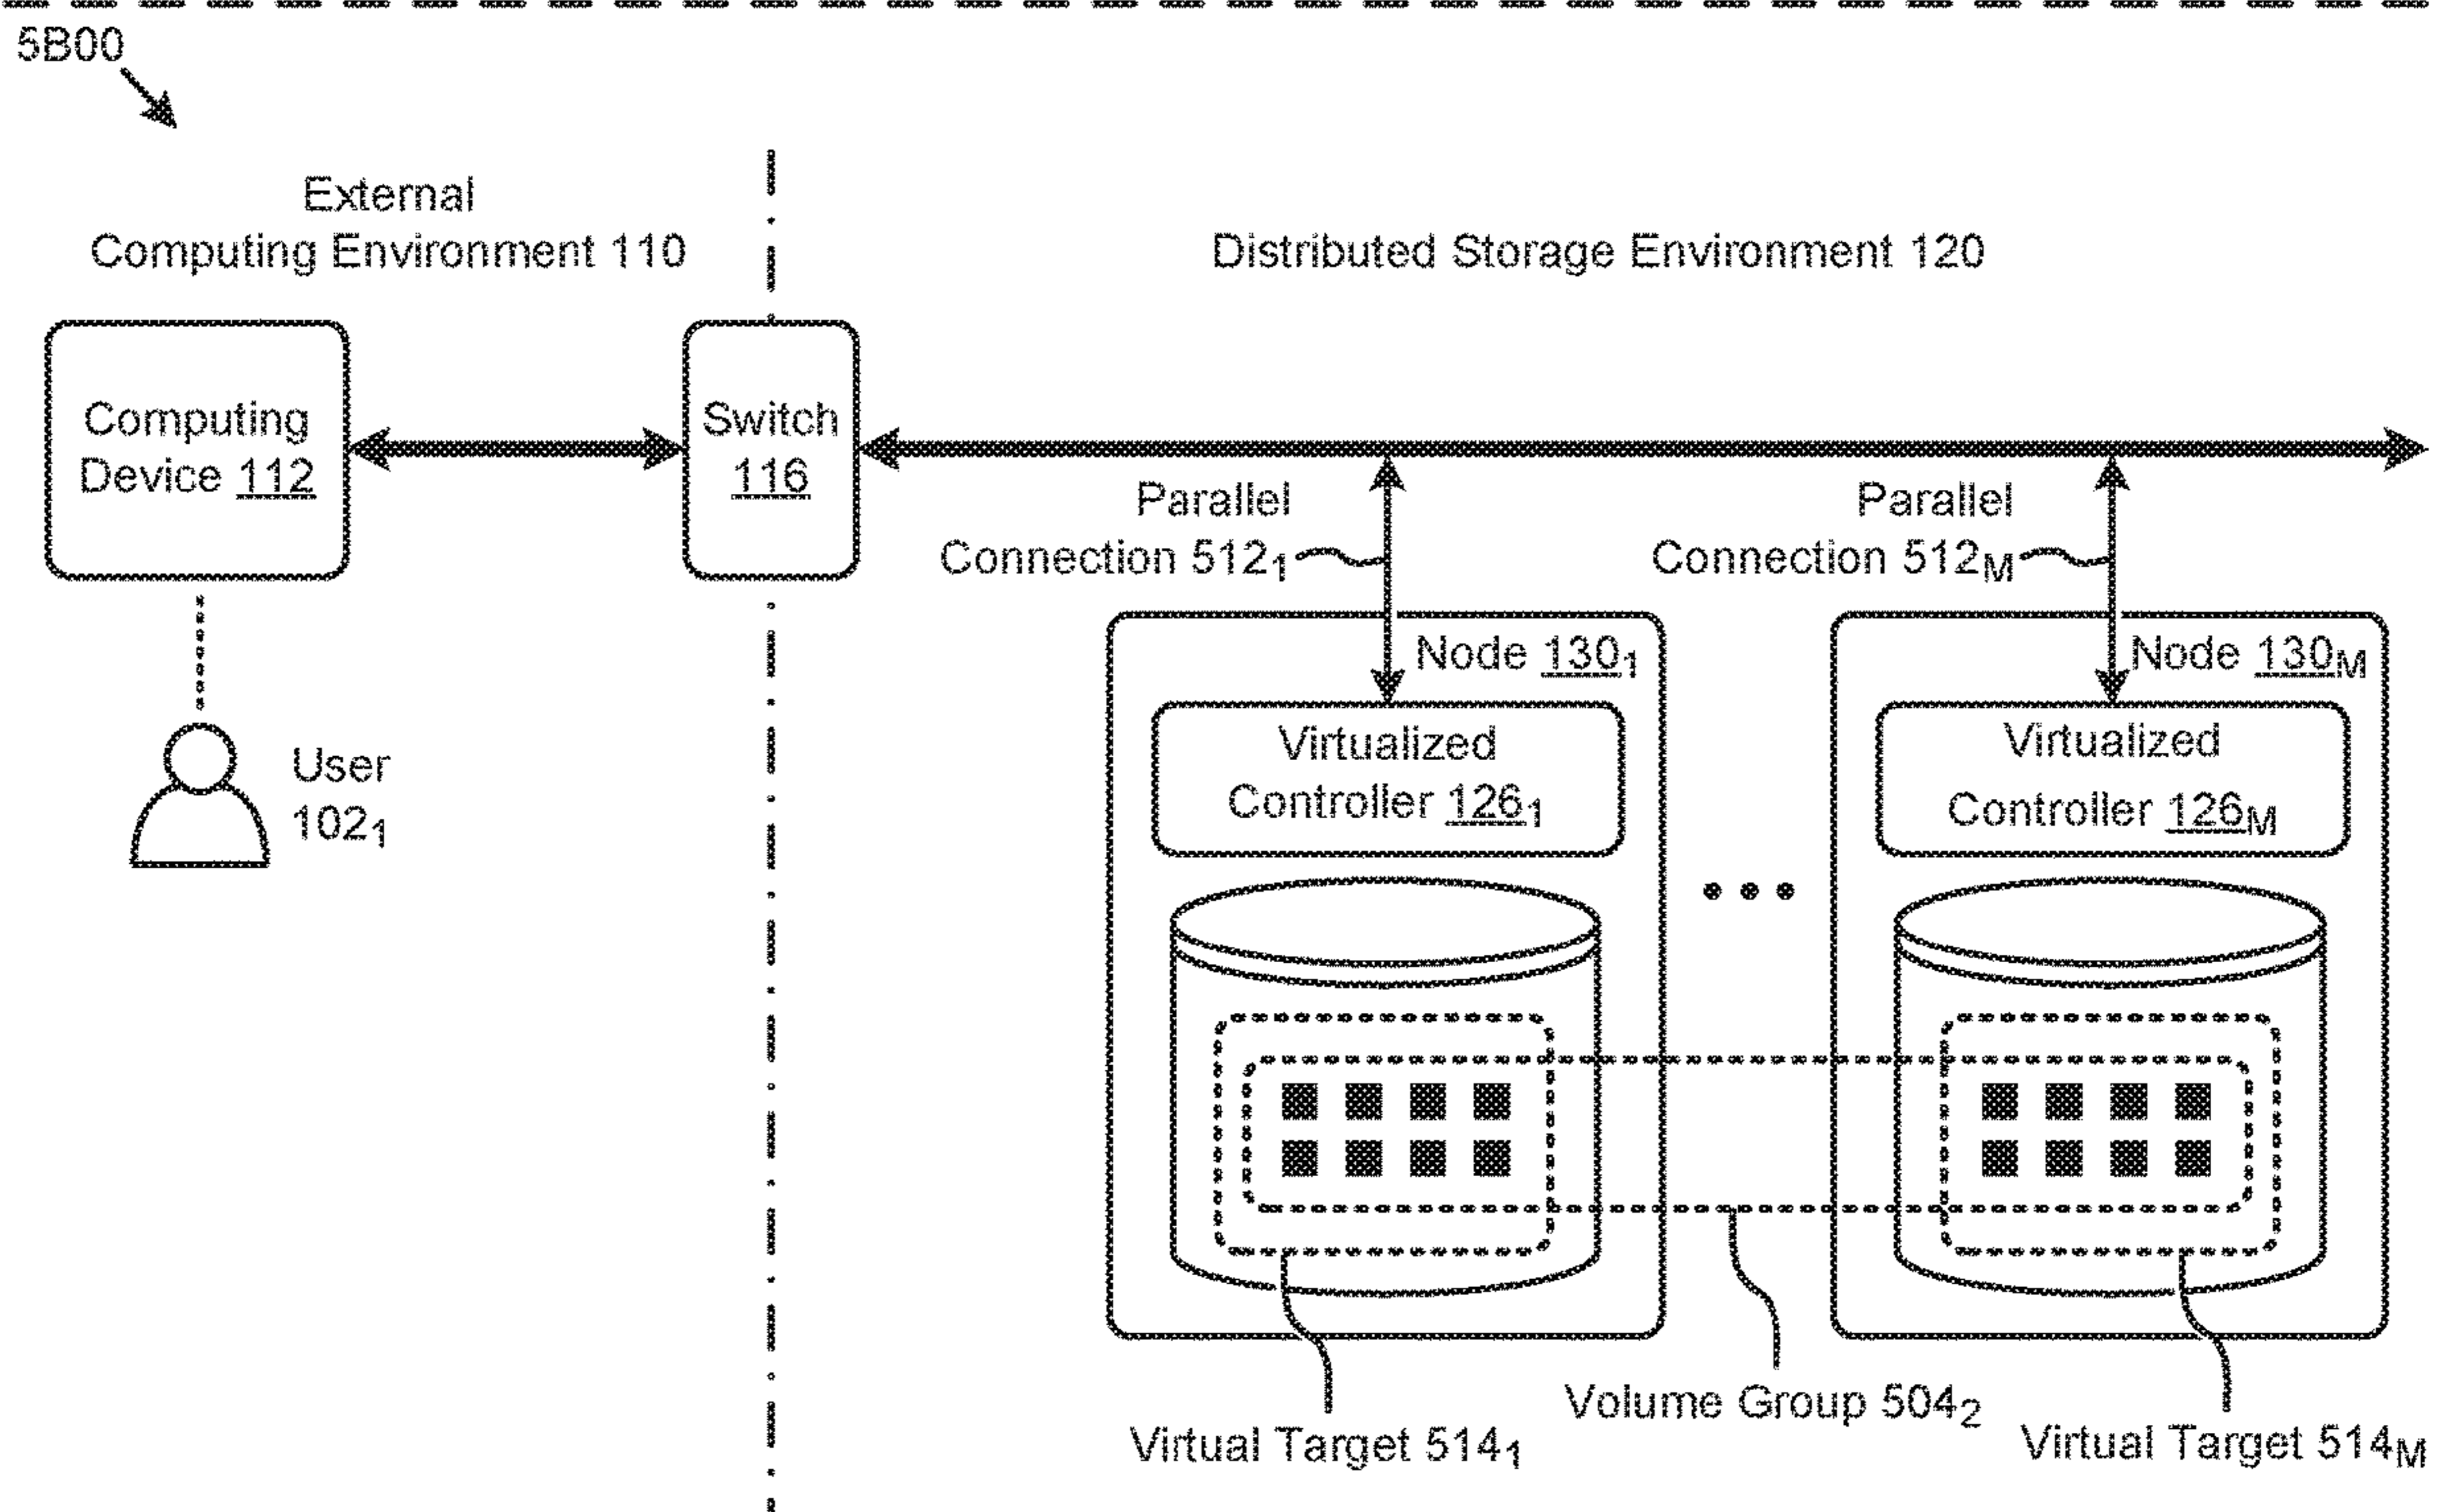 5B00
External
Computing Environment 110
Distributed Storage Environment 120
Computing
Device 112
Switch
116
Parallel
Connection 512₁
Parallel
Connection 512M
Node 130₁
Node 130M
Virtualized
Controller 126₁
Virtualized
Controller 126M
User
102₁
Volume Group 504₂
Virtual Target 514₁
Virtual Target 514M